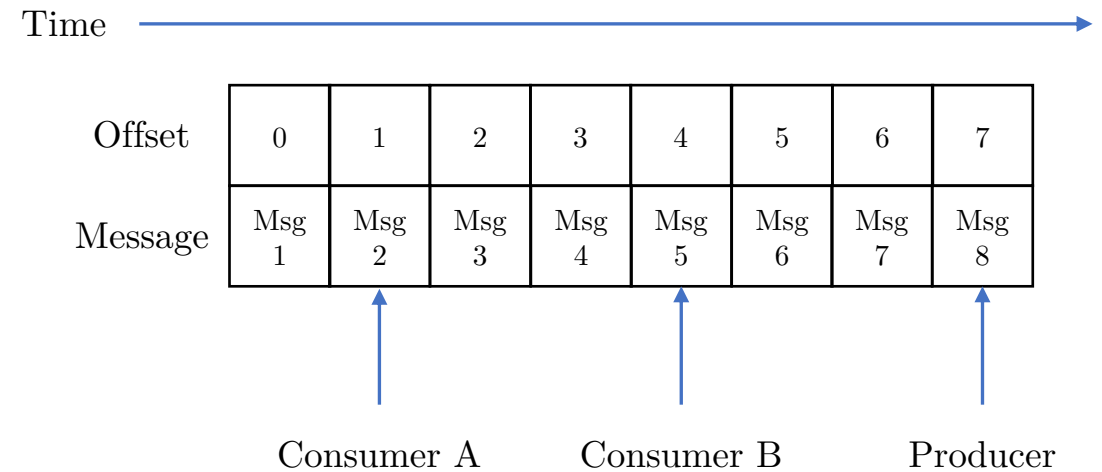 Time
Offset 0 1 2 3 4 5 6 7
Message Msg 1 Msg 2 Msg 3 Msg 4 Msg 5 Msg 6 Msg 7 Msg 8
Consumer A Consumer B Producer